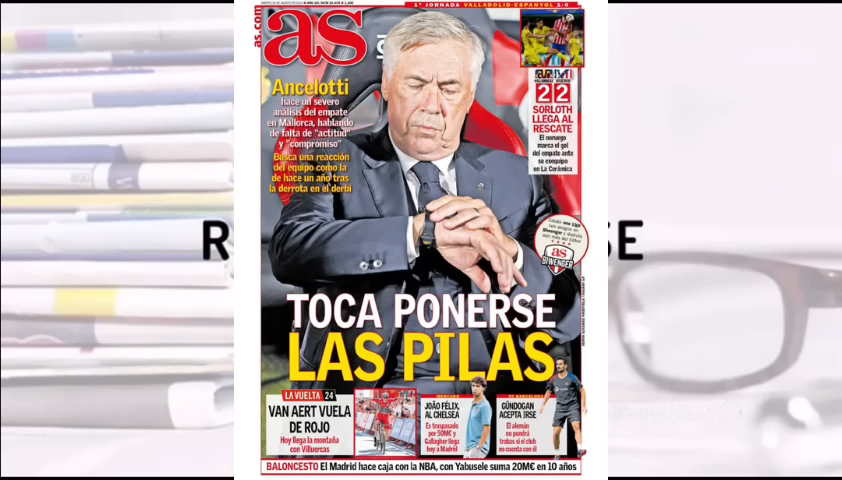 1ª JORNADA VALLADOLID-ESPANYOL 1-0
as.com
as
Ancelotti
hace un severo
análisis del empate
en Mallorca, hablando
de falta de "actitud"
y "compromiso"
Busca una reacción
del equipo como la
de hace un año tras
la derrota en el derbi
2 2
SORLOTH
LLEGA AL
RESCATE
El noruego
marca el gol
del empate ante
su exequipo
en La Cerámica
R
SE
as
BIWENGER
TOCA PONERSE
LAS PILAS
LA VUELTA 24
VAN AERT VUELA
DE ROJO
Hoy llega la montaña
con Villuercas
MERCADO
JOÃO FÉLIX,
AL CHELSEA
Es traspasado
por 50M€ y
Gallagher llega
hoy a Madrid
FC BARCELONA
GÜNDOGAN
ACEPTA IRSE
El alemán
no pondrá
trabas si el club
no cuenta con él
BALONCESTO El Madrid hace caja con la NBA, con Yabusele suma 20M€ en 10 años